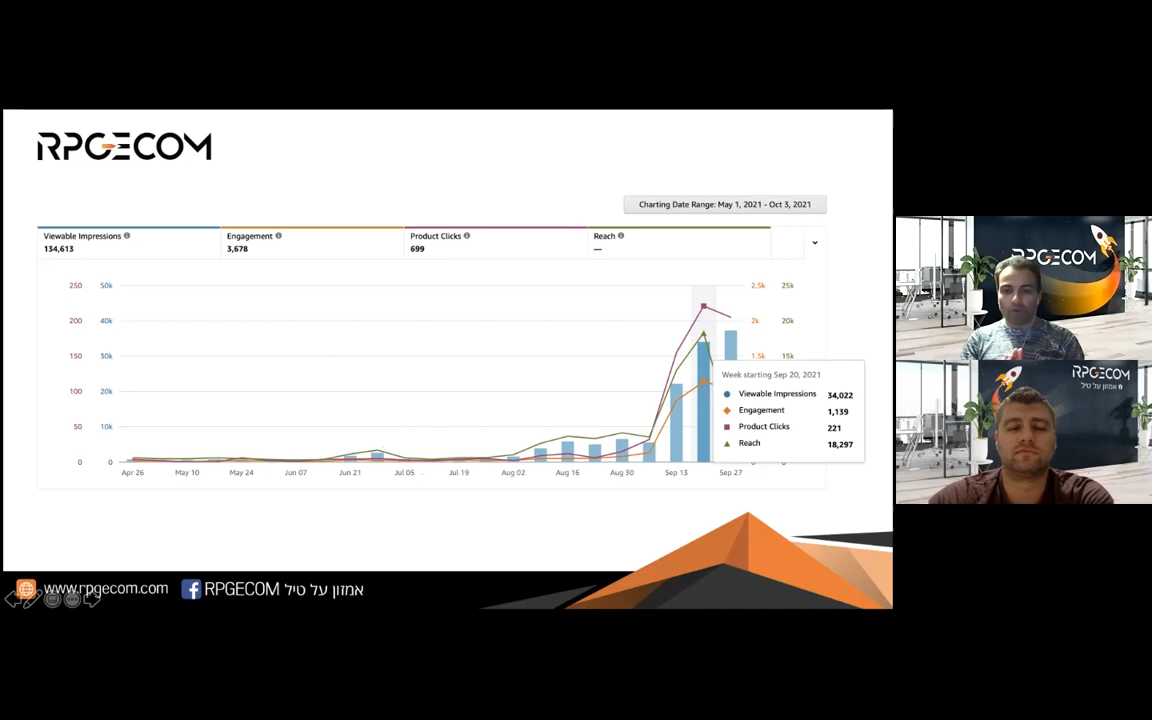 RPGECOM
Charting Date Range: May 1, 2021 - Oct 3, 2021
Viewable Impressions
134,613
Engagement
3,678
Product Clicks
699
Reach
—
250 50k 2.5k 25k
200 40k 2k 20k
150 30k 1.5k 15k
100 20k
50 10k
0 0
Apr 26 May 10 May 24 Jun 07 Jun 21 Jul 05 Jul 19 Aug 02 Aug 16 Aug 30 Sep 13 Sep 27
Week starting Sep 20, 2021
Viewable Impressions 34,022
Engagement 1,139
Product Clicks 221
Reach 18,297
www.rpgecom.com RPGECOM אמזון על טיל
RPGECOM
RPGECOM
אמזון על טיל